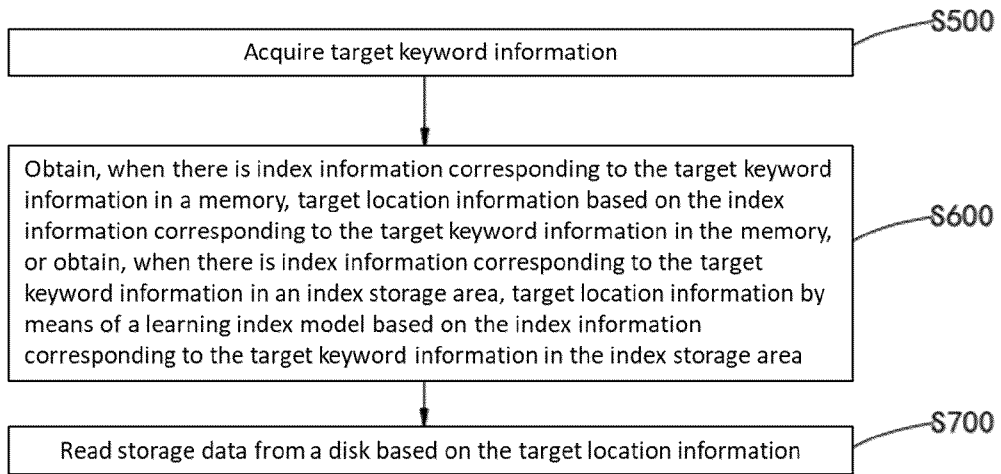 S500
Acquire target keyword information
Obtain, when there is index information corresponding to the target keyword
information in a memory, target location information based on the index
information corresponding to the target keyword information in the memory,
or obtain, when there is index information corresponding to the target
keyword information in an index storage area, target location information by
means of a learning index model based on the index information
corresponding to the target keyword information in the index storage area
S600
S700
Read storage data from a disk based on the target location information